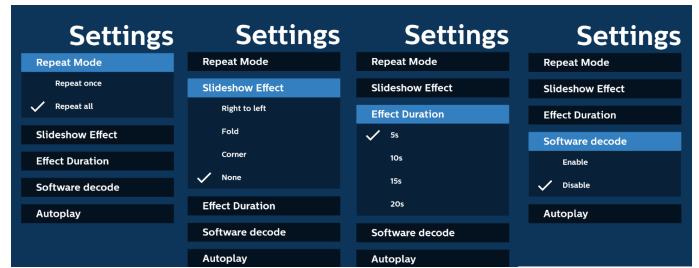 Settings
Repeat Mode
Repeat once
Repeat all
Slideshow Effect
Effect Duration
Software decode
Autoplay
Settings
Repeat Mode
Slideshow Effect
Right to left
Fold
Corner
None
Effect Duration
Software decode
Autoplay
Settings
Repeat Mode
Slideshow Effect
Effect Duration
5s
10s
15s
20s
Software decode
Autoplay
Settings
Repeat Mode
Slideshow Effect
Effect Duration
Software decode
Enable
Disable
Autoplay